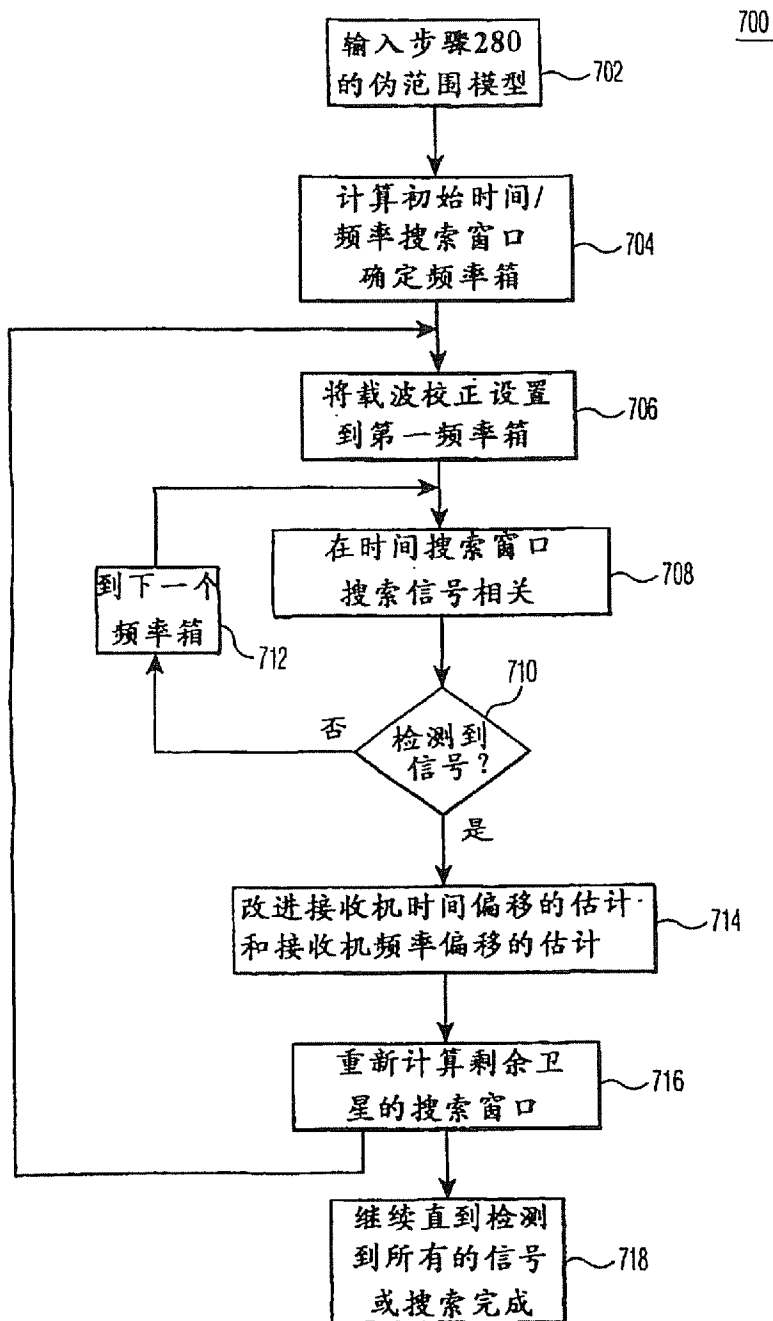 700
输入步骤280
的伪范围模型
702
计算初始时间/
频率搜索窗口
确定频率箱
704
将载波校正设置
到第一频率箱
706
在时间搜索窗口
搜索信号相关
708
到下一个
频率箱
712
710
否
检测到
信号?
是
改进接收机时间偏移的估计
和接收机频率偏移的估计
714
重新计算剩余卫
星的搜索窗口
716
继续直到检测
到所有的信号
或搜索完成
718